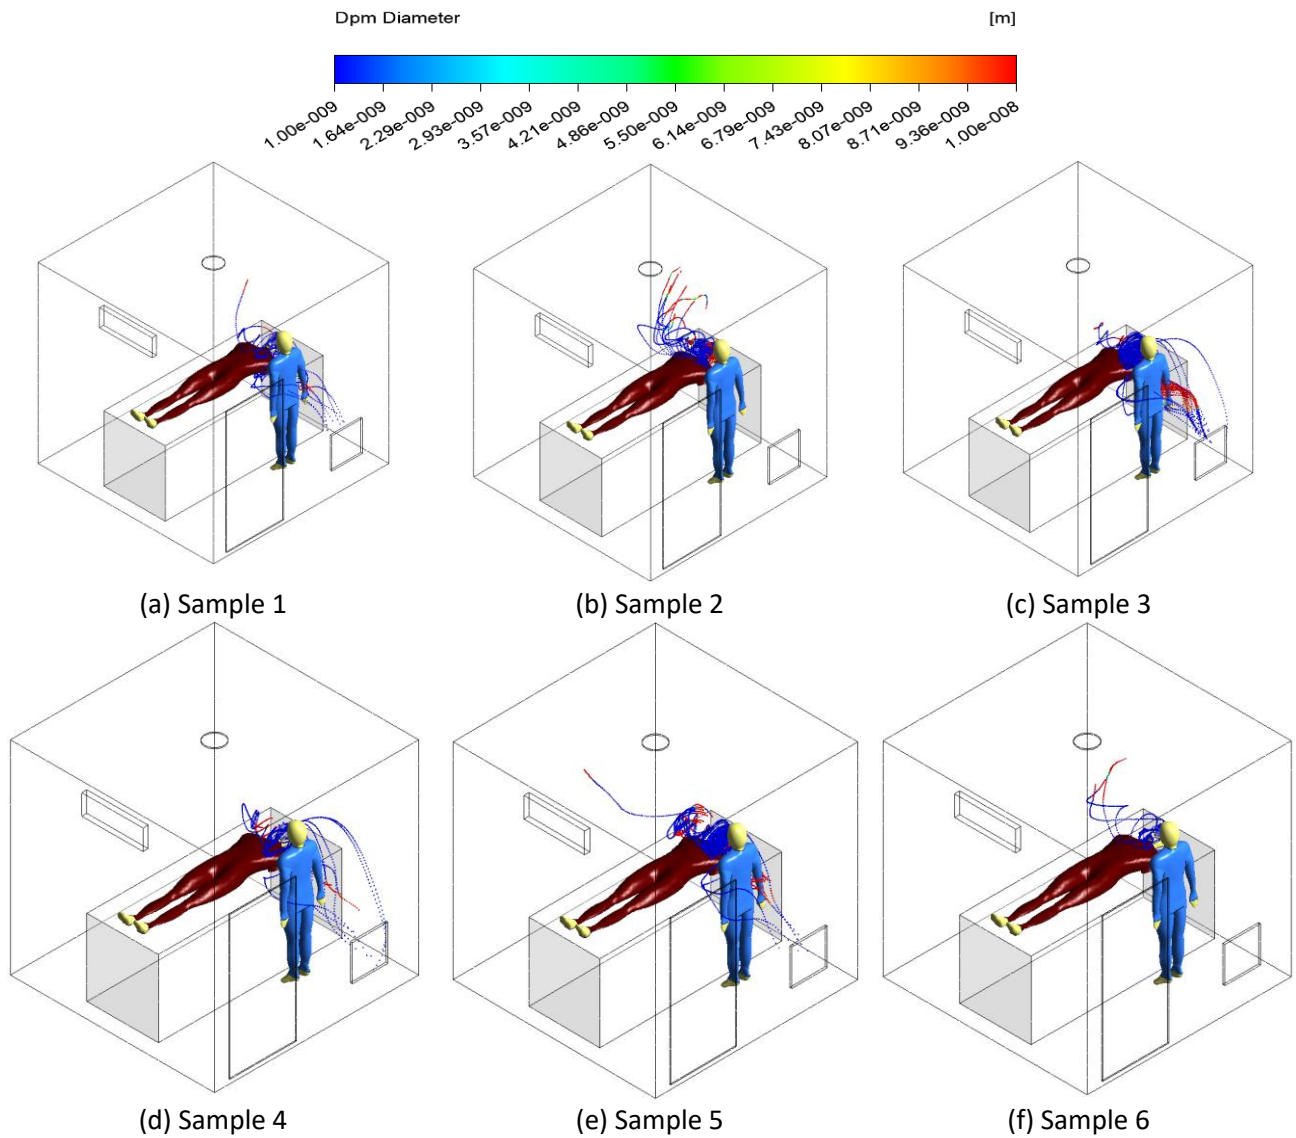 Dpm Diameter [m]
1.00e-009 1.64e-009 2.29e-009 2.93e-009 3.57e-009 4.21e-009 4.86e-009 5.50e-009 6.14e-009 6.79e-009 7.43e-009 8.07e-009 8.71e-009 9.36e-009 1.00e-008
(a) Sample 1 (b) Sample 2 (c) Sample 3
(d) Sample 4 (e) Sample 5 (f) Sample 6